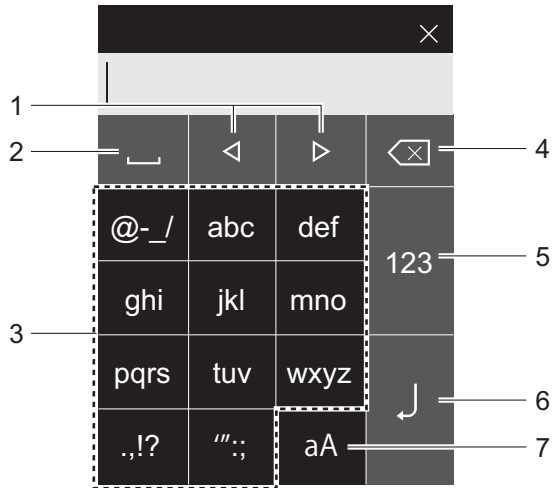 1
2
4
@-_/ abc def
123
5
ghi jkl mno
3
pqrs tuv wxyz
6
.,!? ‘”:; aA
7